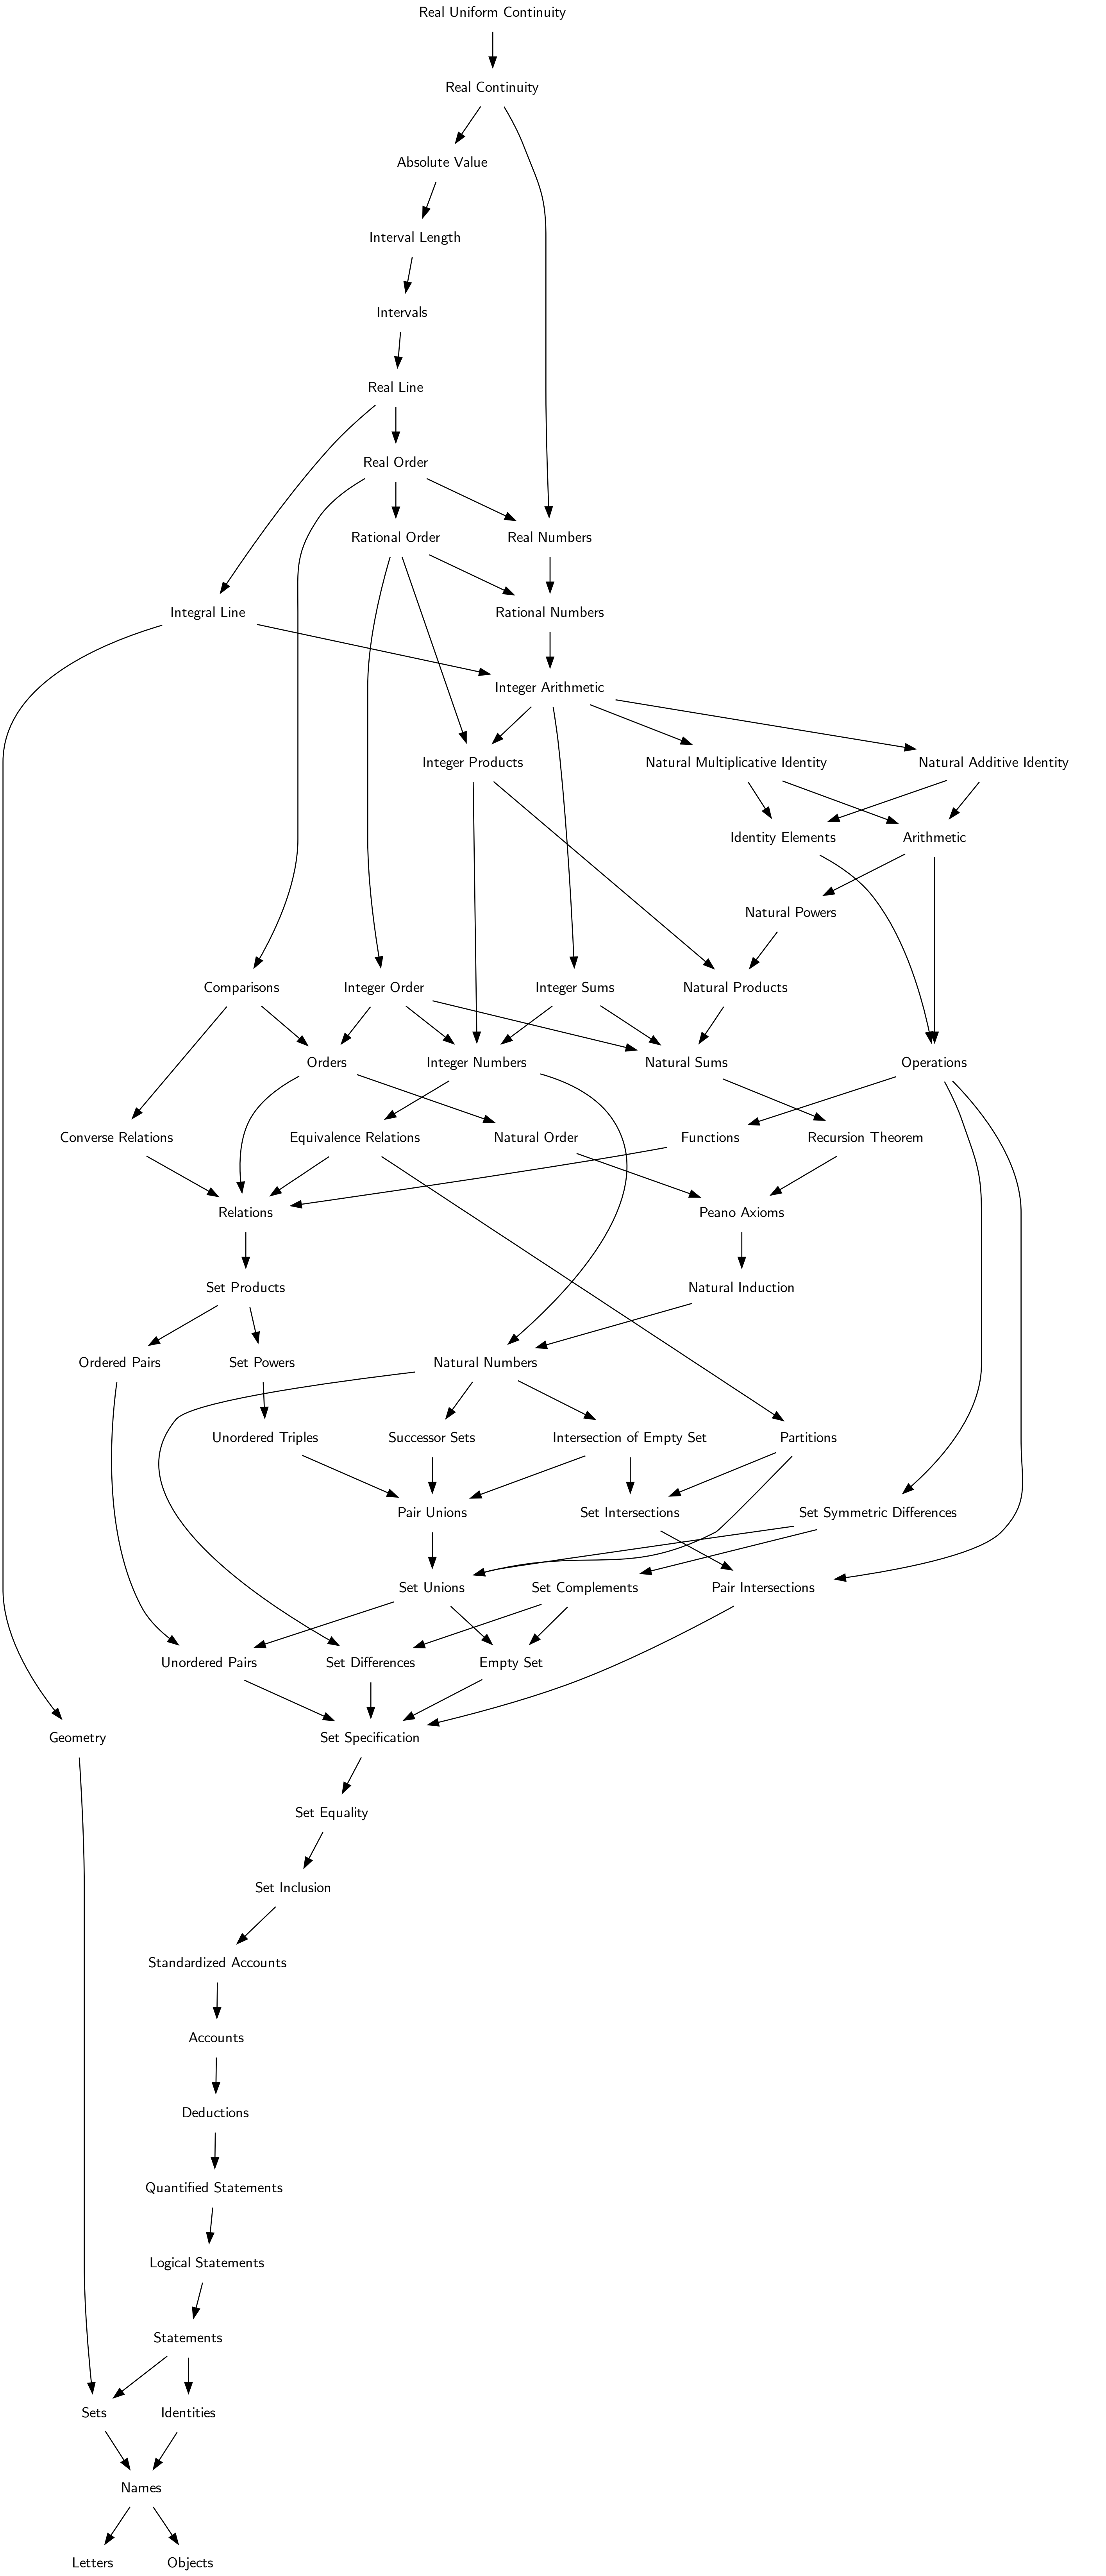 Real Uniform Continuity
Real Continuity
Absolute Value
Interval Length
Intervals
Real Line
Real Order
Rational Order
Real Numbers
Integral Line
Rational Numbers
Integer Arithmetic
Integer Products
Natural Multiplicative Identity
Natural Additive Identity
Identity Elements
Arithmetic
Natural Powers
Comparisons
Integer Order
Integer Sums
Natural Products
Orders
Integer Numbers
Natural Sums
Operations
Converse Relations
Equivalence Relations
Natural Order
Functions
Recursion Theorem
Relations
Peano Axioms
Set Products
Natural Induction
Ordered Pairs
Set Powers
Natural Numbers
Unordered Triples
Successor Sets
Intersection of Empty Set
Partitions
Pair Unions
Set Intersections
Set Symmetric Differences
Set Unions
Set Complements
Pair Intersections
Unordered Pairs
Set Differences
Empty Set
Geometry
Set Specification
Set Equality
Set Inclusion
Standardized Accounts
Accounts
Deductions
Quantified Statements
Logical Statements
Statements
Sets
Identities
Names
Letters
Objects